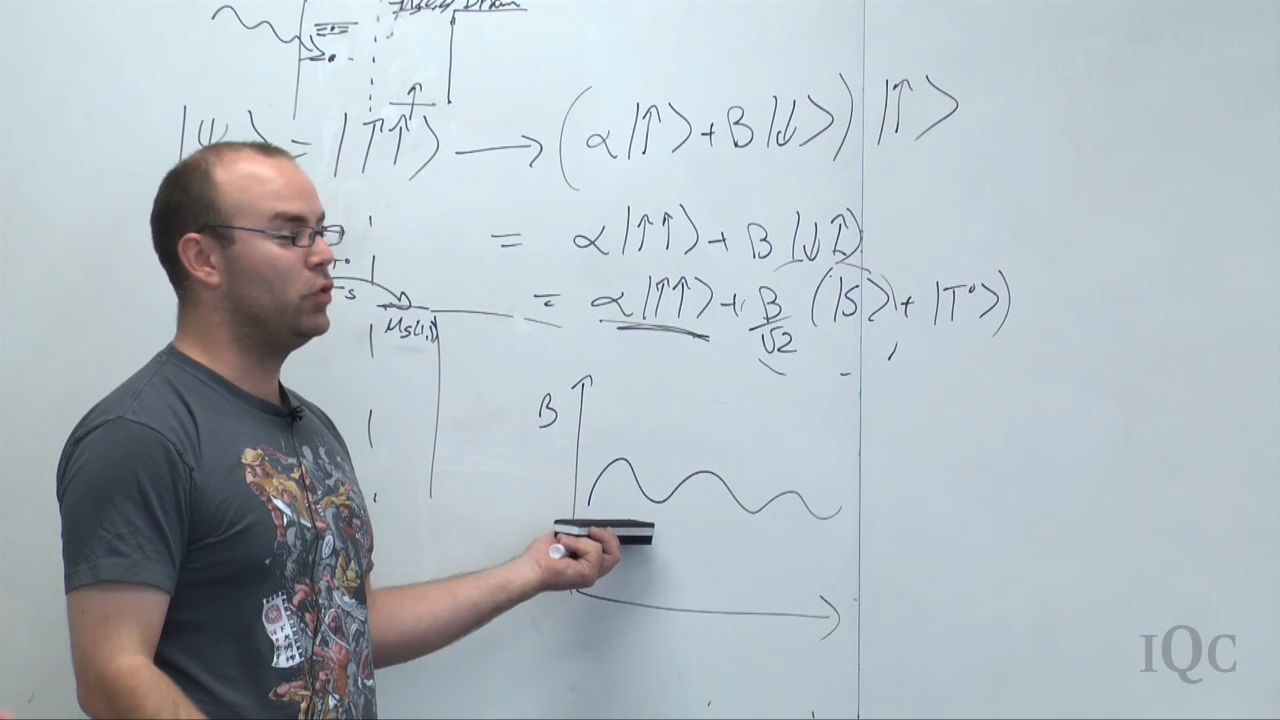 |ψ⟩ = |↑↑⟩ → (α|↑⟩ + B|↓⟩) |↑⟩
= α|↑↑⟩ + B|↓↑⟩
= α|↑↑⟩ + B/√2 (|S⟩ + |T°⟩)
B
IQC